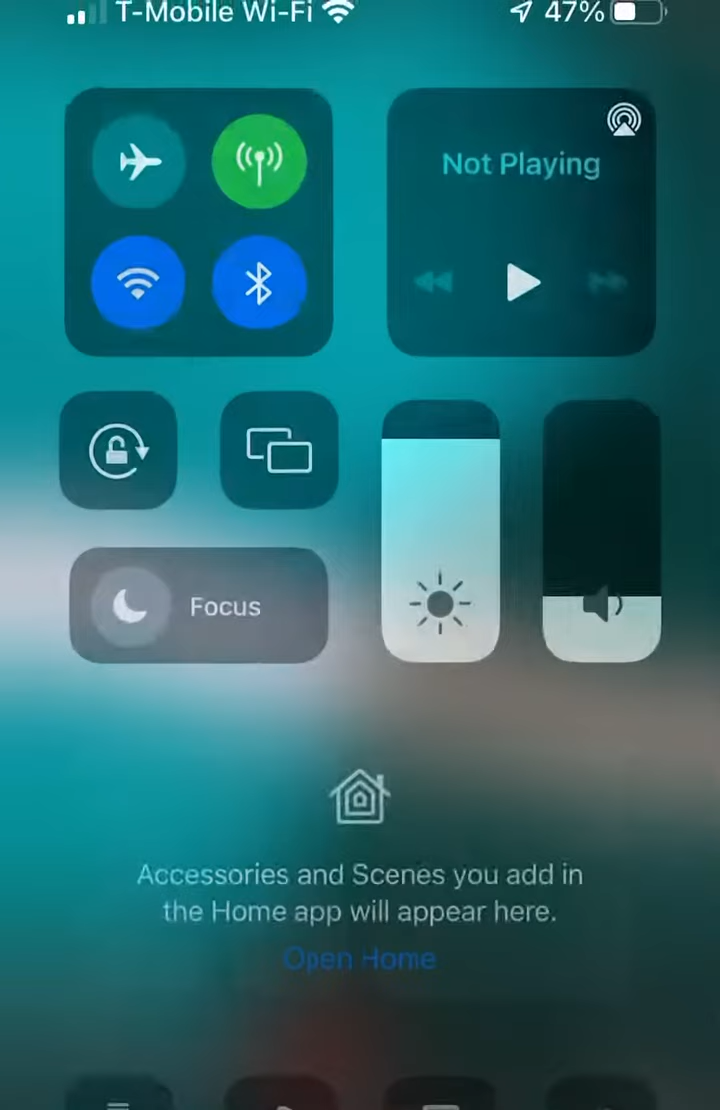 T-Mobile Wi-Fi 47%
Not Playing
Focus
Accessories and Scenes you add in
the Home app will appear here.
Open Home